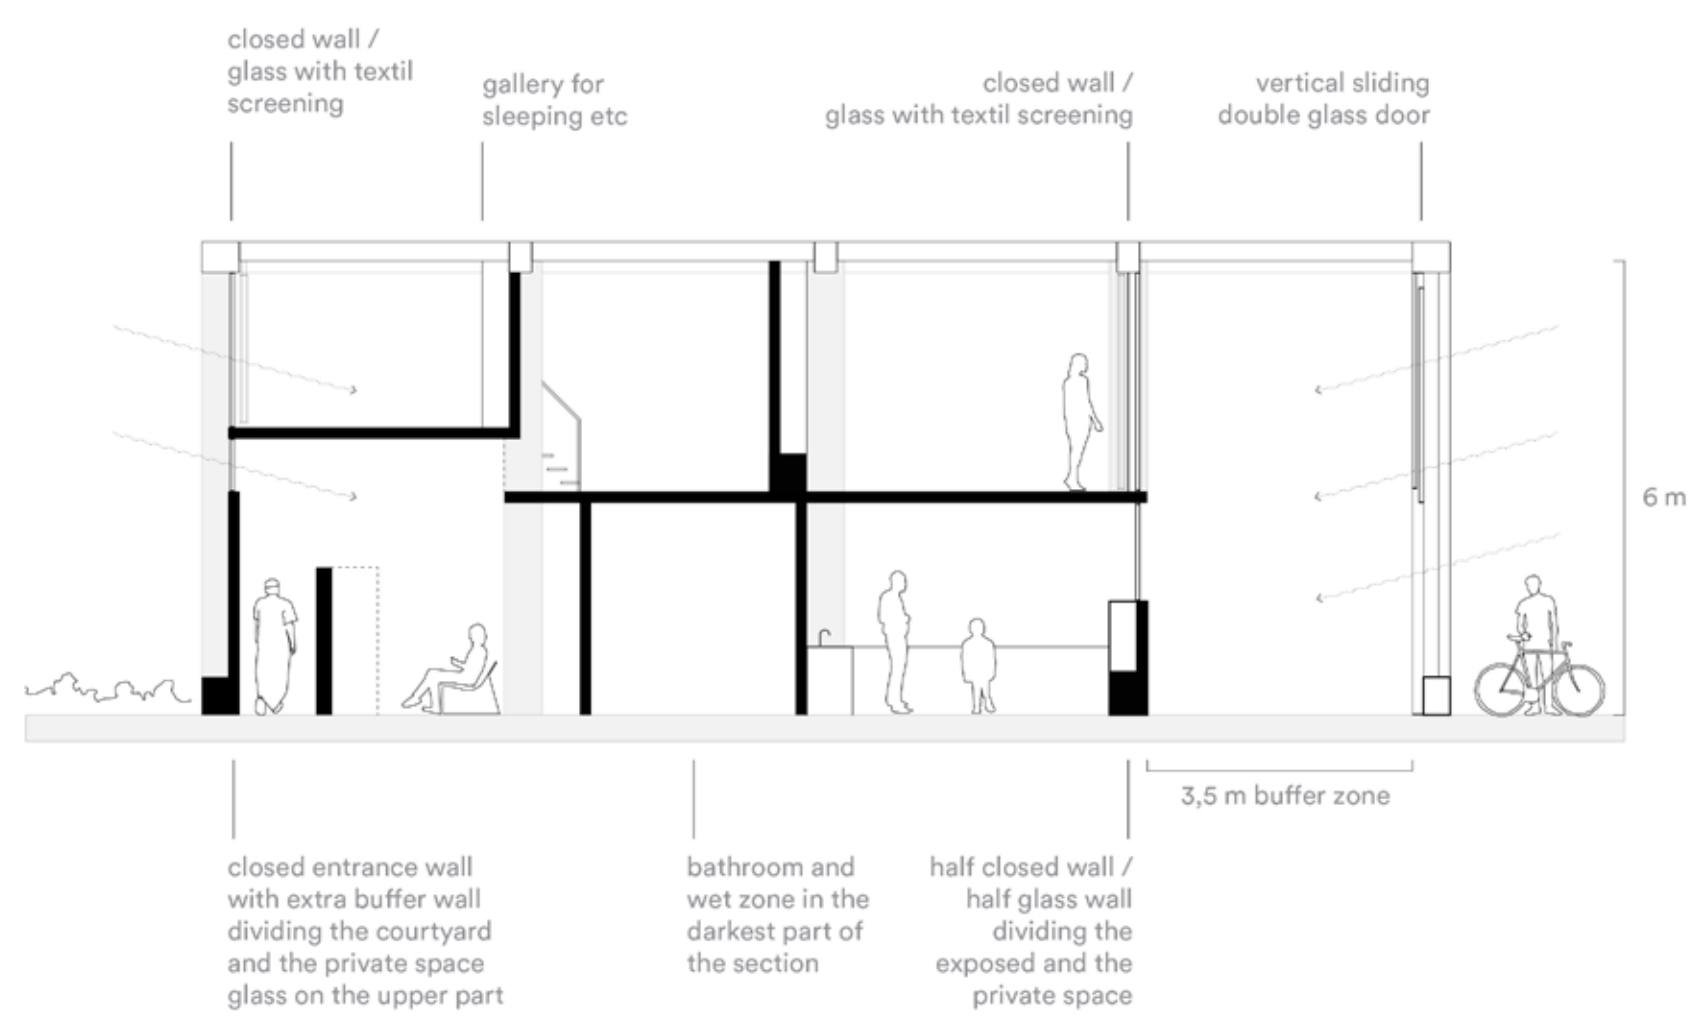 closed wall /
glass with textil
screening
gallery for
sleeping etc
closed wall /
glass with textil screening
vertical sliding
double glass door
6 m
3,5 m buffer zone
closed entrance wall
with extra buffer wall
dividing the courtyard
and the private space
glass on the upper part
bathroom and
wet zone in the
darkest part of
the section
half closed wall /
half glass wall
dividing the
exposed and the
private space